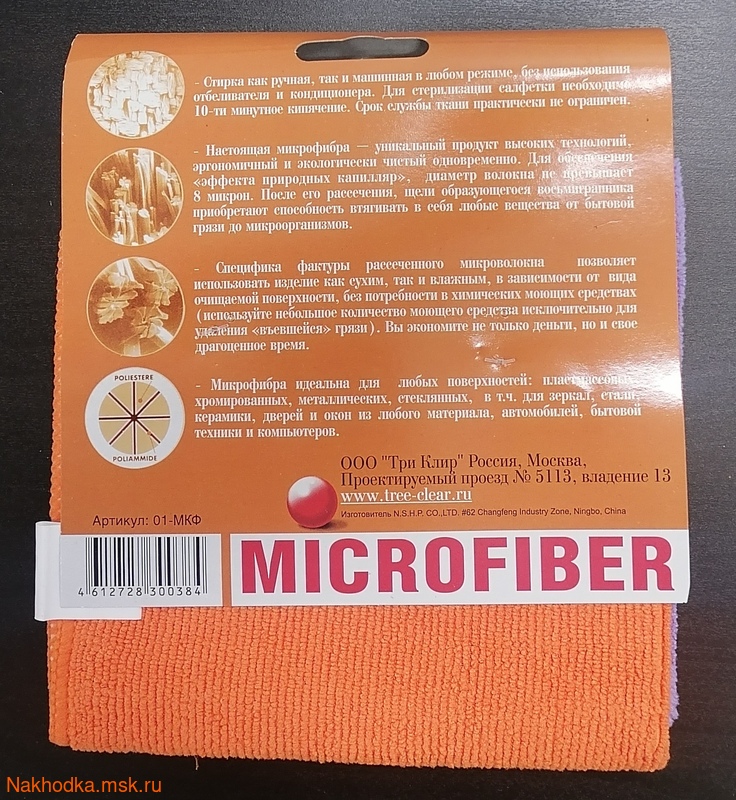 - Стирка как ручная, так и машинная в любом режиме, без использования
отбеливателя и кондиционера. Для стерилизации салфетки необходимо
10-ти минутное кипячение. Срок службы ткани практически не ограничен.
- Настоящая микрофибра — уникальный продукт высоких технологий,
эргономичный и экологически чистый одновременно. Для обеспечения
«эффекта природных капилляр», диаметр волокна не превышает
8 микрон. После его рассечения, щели образующегося восьмигранника
приобретают способность втягивать в себя любые вещества от бытовой
грязи до микроорганизмов.
- Специфика фактуры рассеченного микроволокна позволяет
использовать изделие как сухим, так и влажным, в зависимости от вида
очищаемой поверхности, без потребности в химических моющих средствах
(используйте небольшое количество моющего средства исключительно для
удаления «въевшейся» грязи). Вы экономите не только деньги, но и свое
драгоценное время.
POLIESTERE
POLIAMMIDE
- Микрофибра идеальна для любых поверхностей: пластмассовых,
хромированных, металлических, стеклянных, в т.ч. для зеркал, стали,
керамики, дверей и окон из любого материала, автомобилей, бытовой
техники и компьютеров.
ООО "Три Клир" Россия, Москва,
Проектируемый проезд № 5113, владение 13
www.tree-clear.ru
Изготовитель N.S.H.P. CO.,LTD. #62 Changfeng Industry Zone, Ningbo, China
Артикул: 01-МКФ
4 612728 300384
MICROFIBER
Nakhodka.msk.ru